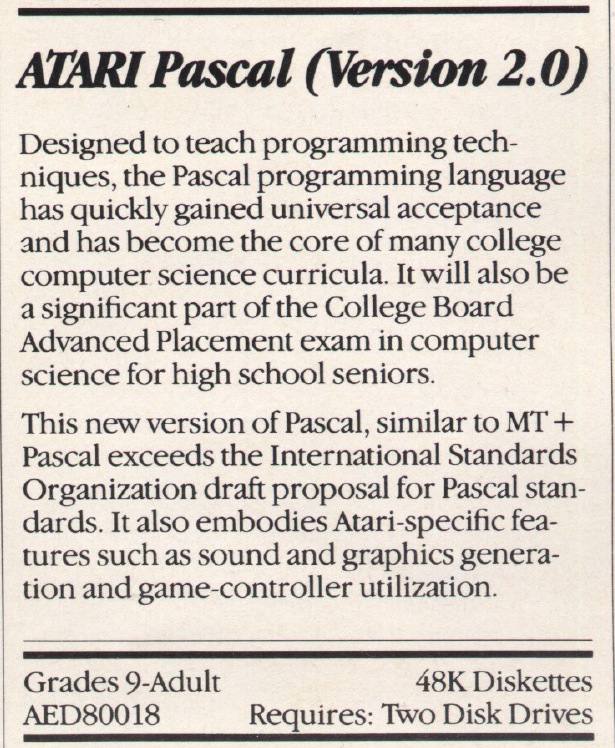 ATARI Pascal (Version 2.0)
Designed to teach programming tech-
niques, the Pascal programming language
has quickly gained universal acceptance
and has become the core of many college
computer science curricula. It will also be
a significant part of the College Board
Advanced Placement exam in computer
science for high school seniors.
This new version of Pascal, similar to MT +
Pascal exceeds the International Standards
Organization draft proposal for Pascal stan-
dards. It also embodies Atari-specific fea-
tures such as sound and graphics genera-
tion and game-controller utilization.
Grades 9-Adult 48K Diskettes
AED80018 Requires: Two Disk Drives